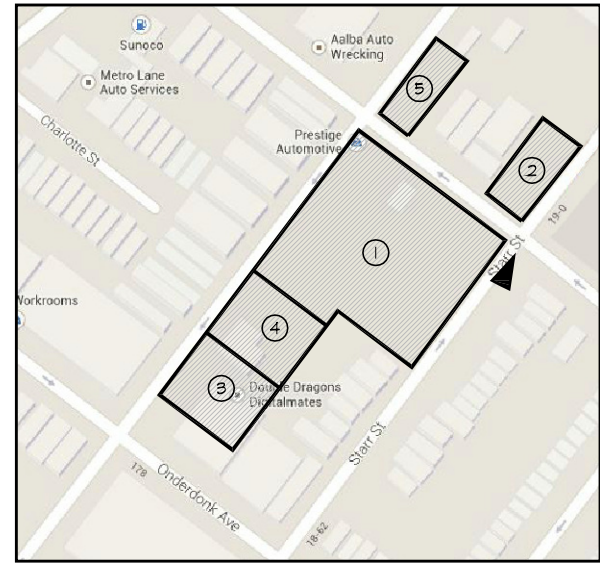 Sunoco
Aalba Auto
Wrecking
Metro Lane
Auto Services
5
Charlotte St
Prestige
Automotive
2
19-0
1
Starr St
Workrooms
4
3
Double Dragons
Digitalmates
Starr St
178
Onderdonk Ave
18-62